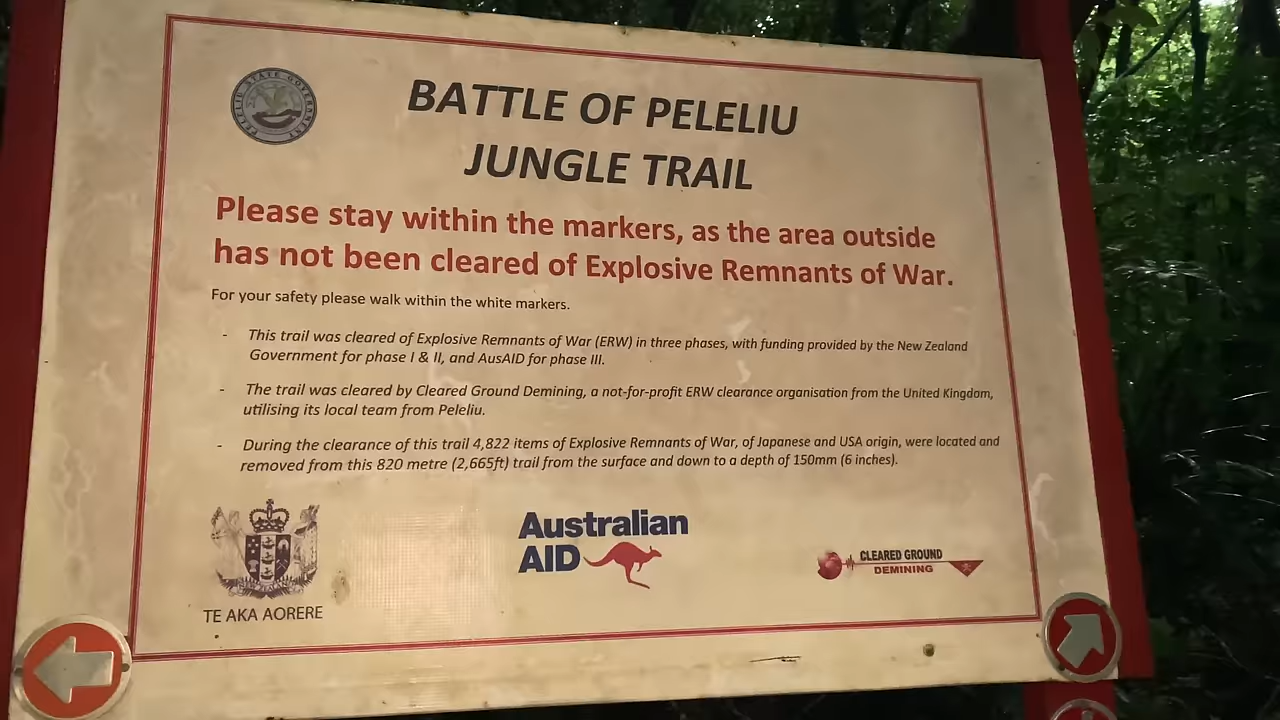 PELELIU STATE GOVERNMENT
BATTLE OF PELELIU
JUNGLE TRAIL
Please stay within the markers, as the area outside
has not been cleared of Explosive Remnants of War.
For your safety please walk within the white markers.
- This trail was cleared of Explosive Remnants of War (ERW) in three phases, with funding provided by the New Zealand
Government for phase I & II, and AusAID for phase III.
- The trail was cleared by Cleared Ground Demining, a not-for-profit ERW clearance organisation from the United Kingdom,
utilising its local team from Peleliu.
- During the clearance of this trail 4,822 items of Explosive Remnants of War, of Japanese and USA origin, were located and
removed from this 820 metre (2,665ft) trail from the surface and down to a depth of 150mm (6 inches).
Australian
AID
CLEARED GROUND
DEMINING
TE AKA AORERE